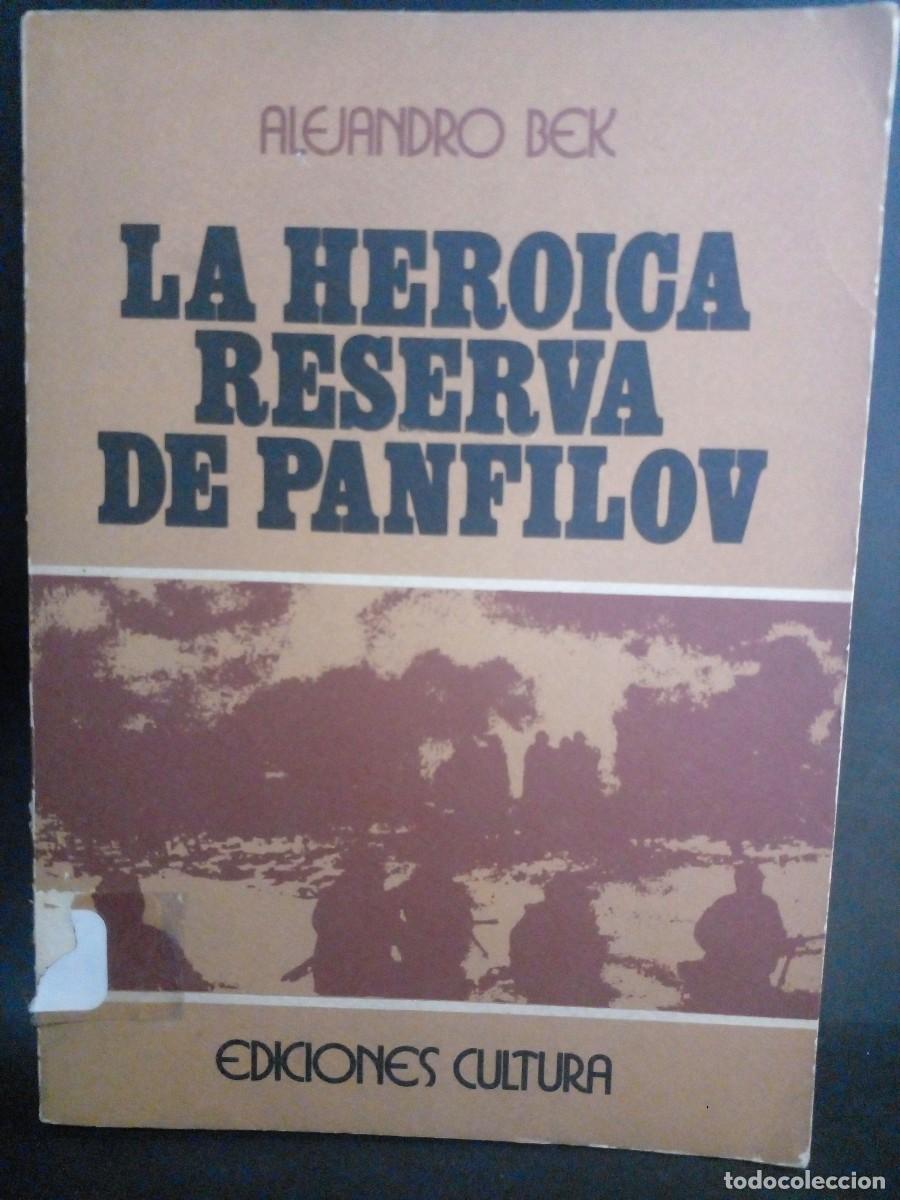 ALEJANDRO BEK
LA HEROICA
RESERVA
DE PANFILOV
EDICIONES CULTURA
todocoleccion